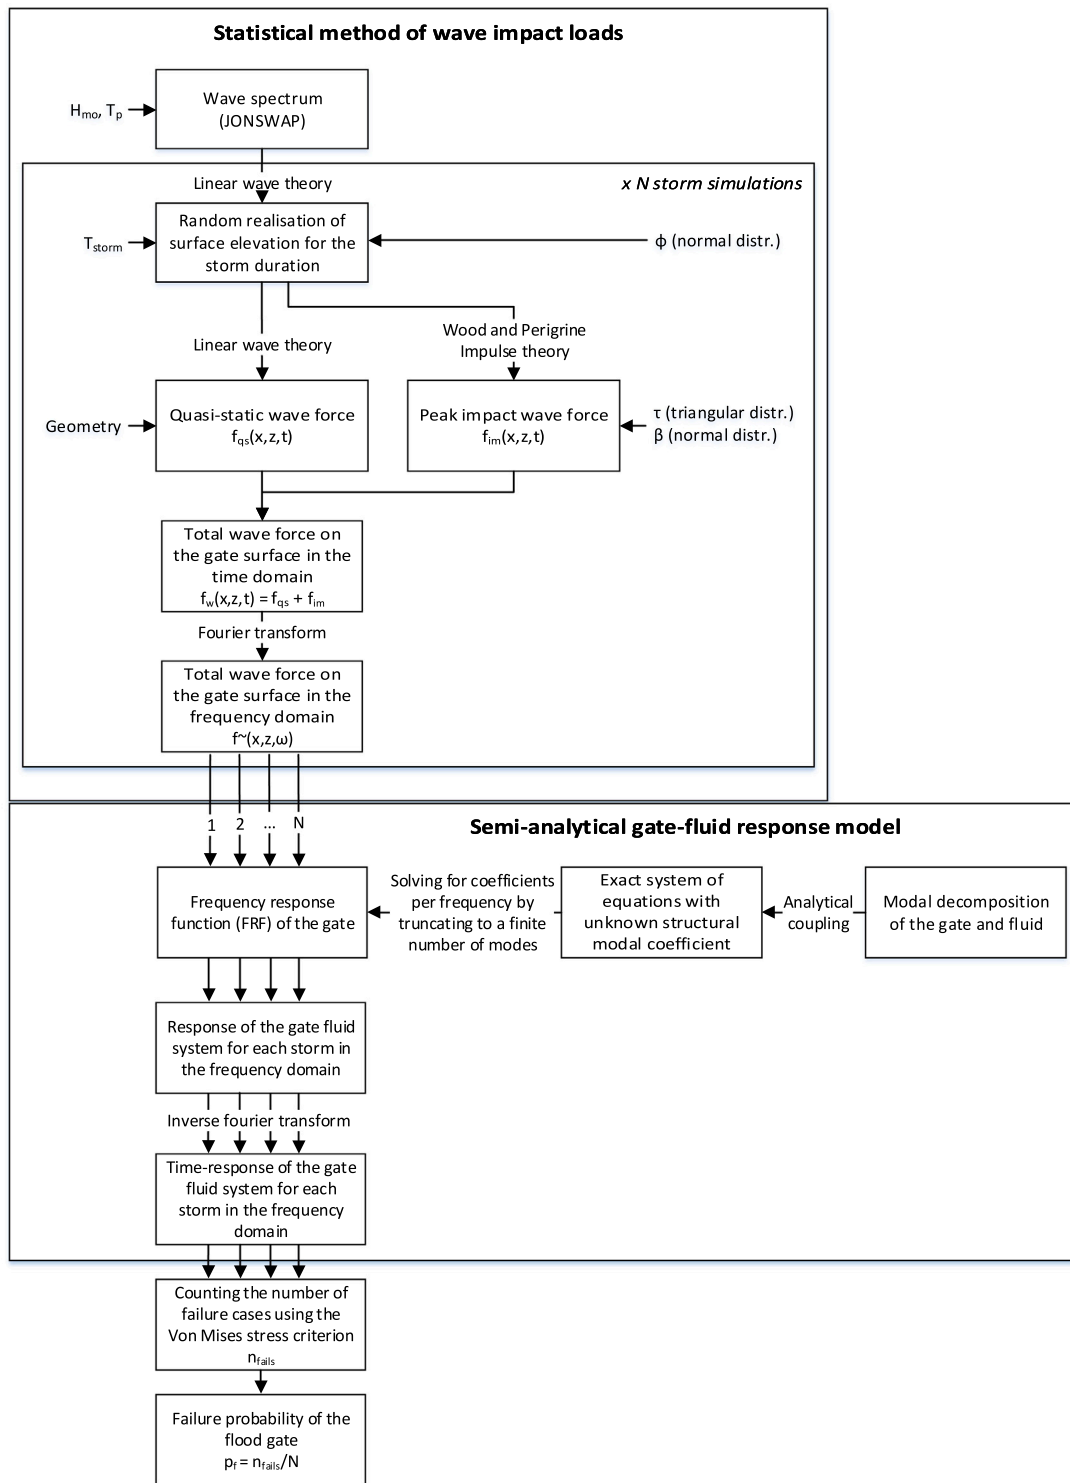 Statistical method of wave impact loads
Wave spectrum
(JONSWAP)
Hmo, Tp
Linear wave theory
x N storm simulations
Random realisation of
surface elevation for the
storm duration
Tstorm
ϕ (normal distr.)
Linear wave theory
Wood and Perigrine
Impulse theory
Geometry
Quasi-static wave force
fqs(x,z,t)
Peak impact wave force
fim(x,z,t)
τ (triangular distr.)
β (normal distr.)
Total wave force on
the gate surface in the
time domain
fw(x,z,t) = fqs + fim
Fourier transform
Total wave force on
the gate surface in the
frequency domain
f~(x,z,ω)
1 2 ... N
Semi-analytical gate-fluid response model
Frequency response
function (FRF) of the gate
Solving for coefficients
per frequency by
truncating to a finite
number of modes
Exact system of
equations with
unknown structural
modal coefficient
Analytical
coupling
Modal decomposition
of the gate and fluid
Response of the gate fluid
system for each storm in
the frequency domain
Inverse fourier transform
Time-response of the gate
fluid system for each
storm in the frequency
domain
Counting the number of
failure cases using the
Von Mises stress criterion
nfails
Failure probability of the
flood gate
pf = nfails/N